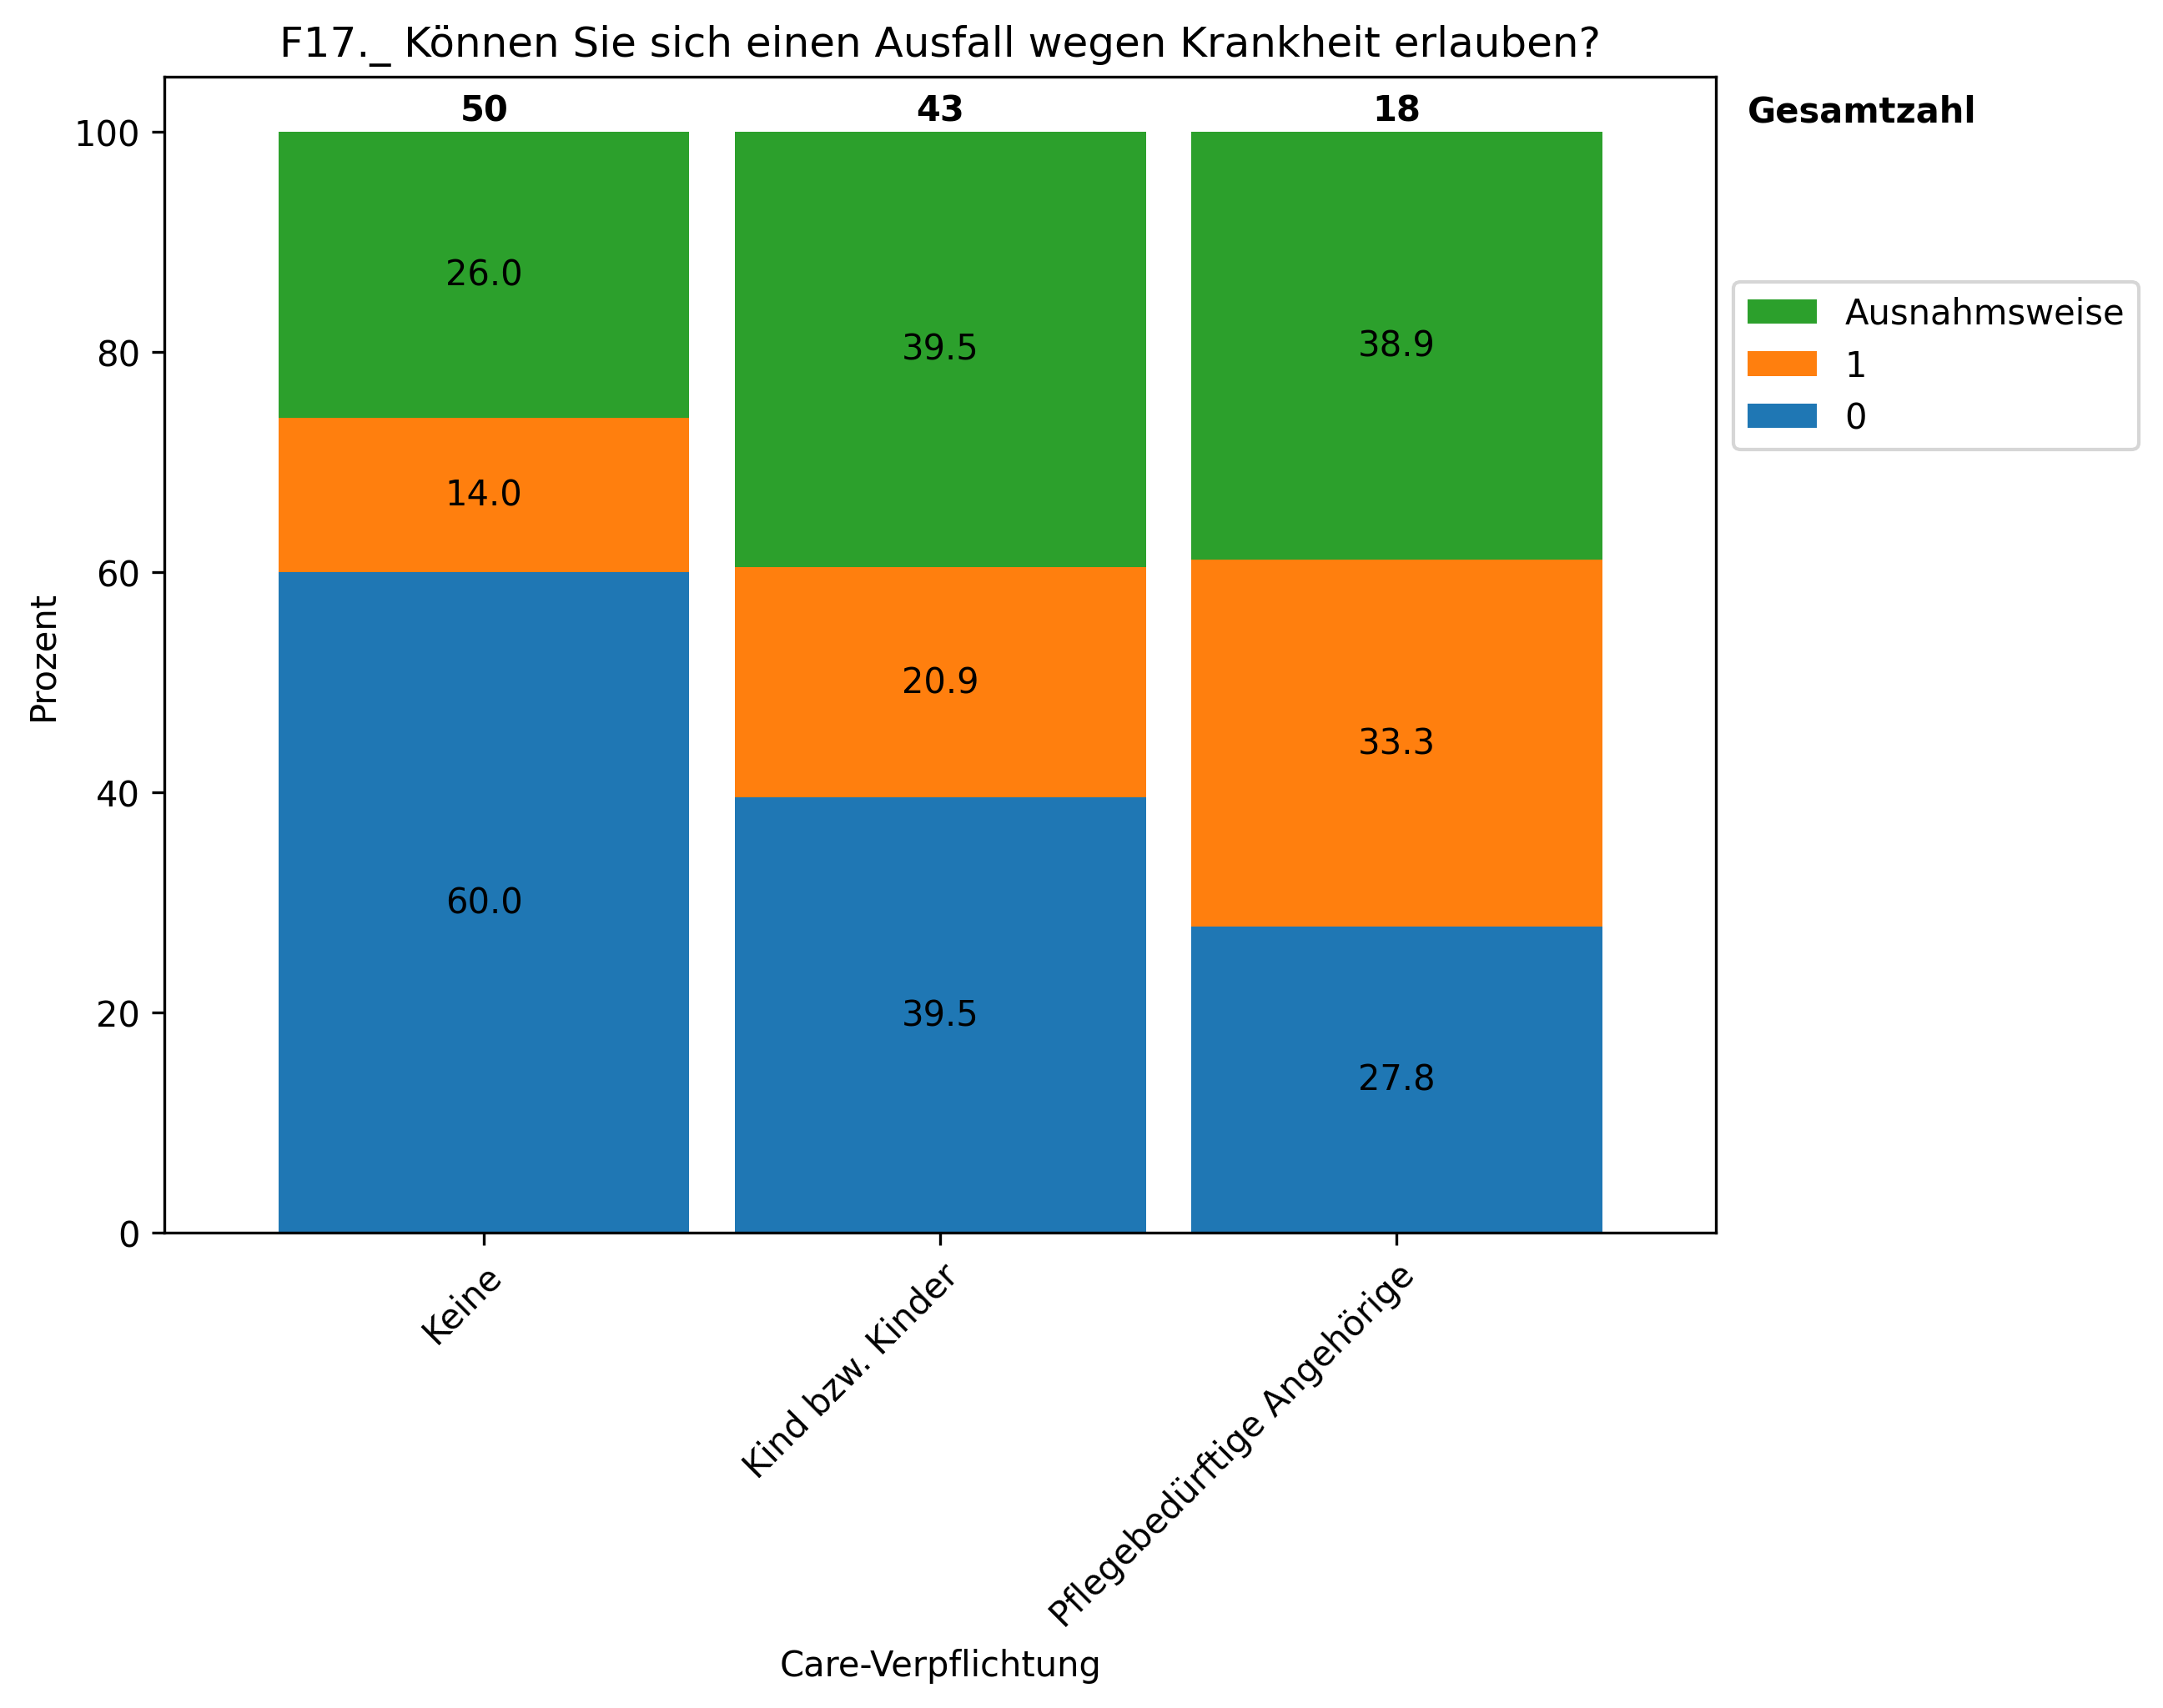 F17._ Können Sie sich einen Ausfall wegen Krankheit erlauben?
50 43 18 Gesamtzahl
100
80
60
40
20
0
Prozent
26.0
14.0
60.0
39.5
20.9
39.5
38.9
33.3
27.8
Ausnahmsweise
1
0
Keine
Kind bzw. Kinder
Pflegebedürftige Angehörige
Care-Verpflichtung